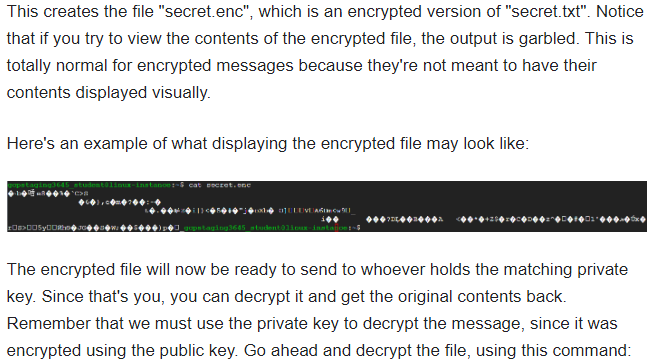 This creates the file "secret.enc", which is an encrypted version of "secret.txt". Notice
that if you try to view the contents of the encrypted file, the output is garbled. This is
totally normal for encrypted messages because they're not meant to have their
contents displayed visually.
Here's an example of what displaying the encrypted file may look like:
gcpstaging3645_student@linux-instance:~$ cat secret.enc
gcpstaging3645_student@linux-instance:~$
The encrypted file will now be ready to send to whoever holds the matching private
key. Since that's you, you can decrypt it and get the original contents back.
Remember that we must use the private key to decrypt the message, since it was
encrypted using the public key. Go ahead and decrypt the file, using this command: